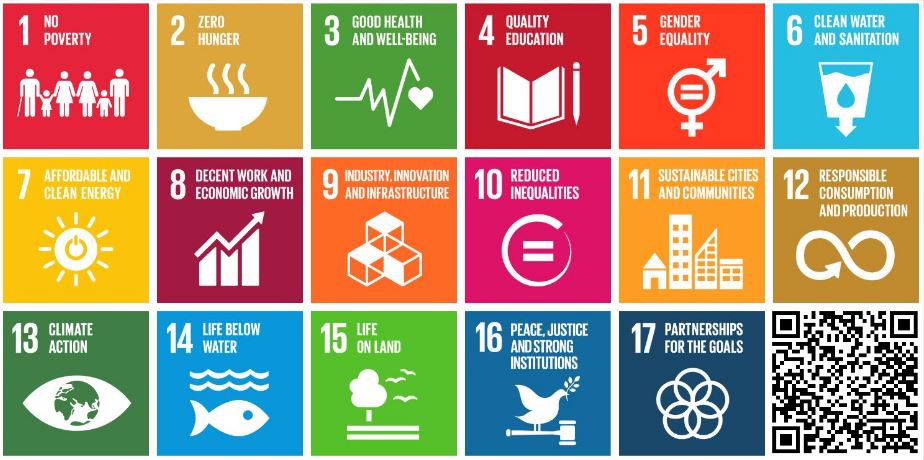 1 NO
POVERTY
2 ZERO
HUNGER
3 GOOD HEALTH
AND WELL-BEING
4 QUALITY
EDUCATION
5 GENDER
EQUALITY
6 CLEAN WATER
AND SANITATION
7 AFFORDABLE AND
CLEAN ENERGY
8 DECENT WORK AND
ECONOMIC GROWTH
9 INDUSTRY, INNOVATION
AND INFRASTRUCTURE
10 REDUCED
INEQUALITIES
11 SUSTAINABLE CITIES
AND COMMUNITIES
12 RESPONSIBLE
CONSUMPTION
AND PRODUCTION
13 CLIMATE
ACTION
14 LIFE BELOW
WATER
15 LIFE
ON LAND
16 PEACE, JUSTICE
AND STRONG
INSTITUTIONS
17 PARTNERSHIPS
FOR THE GOALS